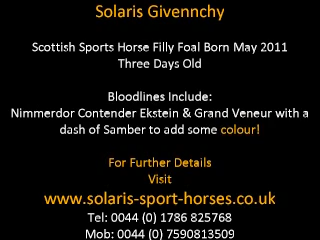 Solaris Givennchy
Scottish Sports Horse Filly Foal Born May 2011
Three Days Old
Bloodlines Include:
Nimmerdor Contender Ekstein & Grand Veneur with a
dash of Samber to add some colour!
For Further Details
Visit
www.solaris-sport-horses.co.uk
Tel: 0044 (0) 1786 825768
Mob: 0044 (0) 7590813509